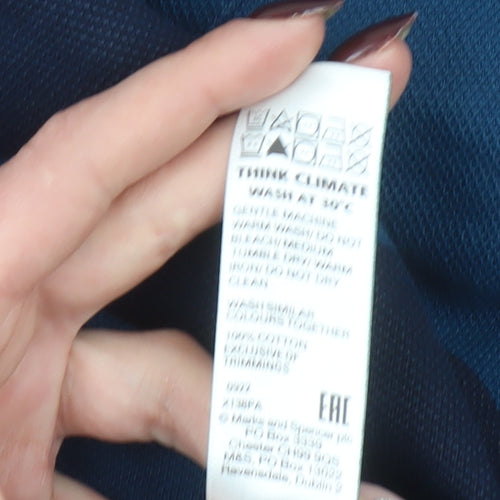 THINK CLIMATE
WASH AT 30°C
GENTLE MACHINE
WARM WASH/ DO NOT
BLEACH/ MEDIUM
TUMBLE DRY/ WARM
IRON/ DO NOT DRY
CLEAN
WASH SIMILAR
COLOURS TOGETHER
100% COTTON
EXCLUSIVE OF
TRIMMINGS
0977
X136PA
EAC
© Marks and Spencer plc
PO Box 3339
Chester CH99 9QS
M&S, PO Box 13022
Ravensdale, Dublin 2